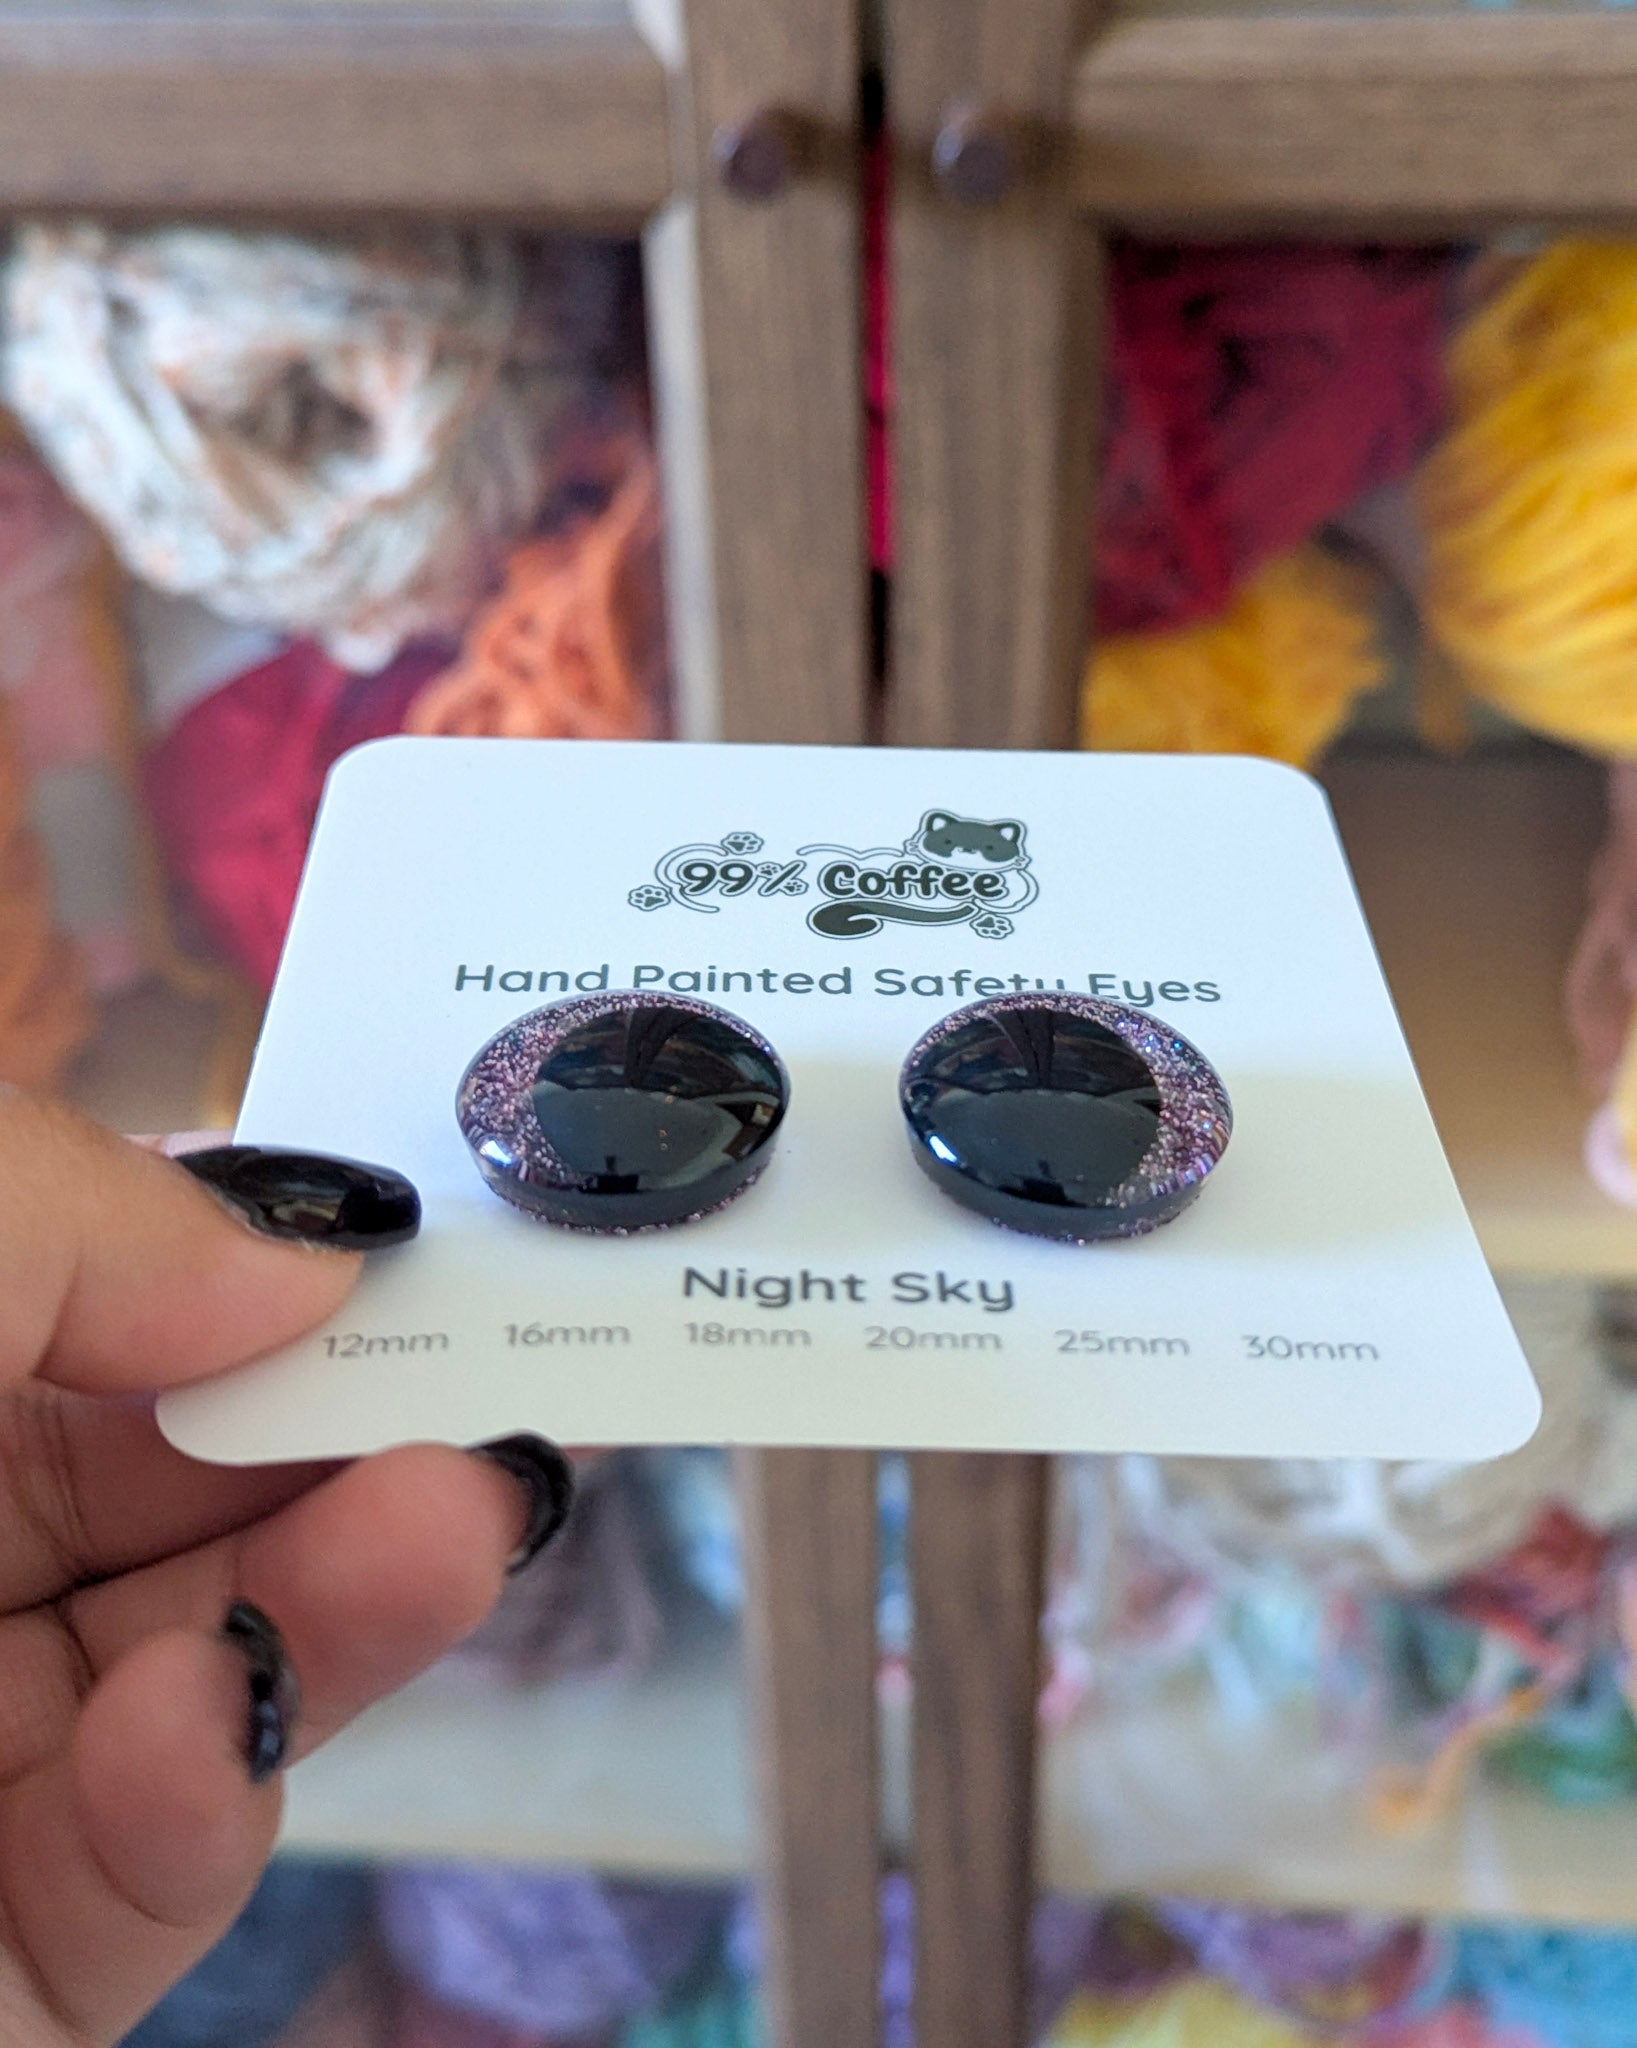 99% Coffee
Hand Painted Safety Eyes
Night Sky
12mm 16mm 18mm 20mm 25mm 30mm